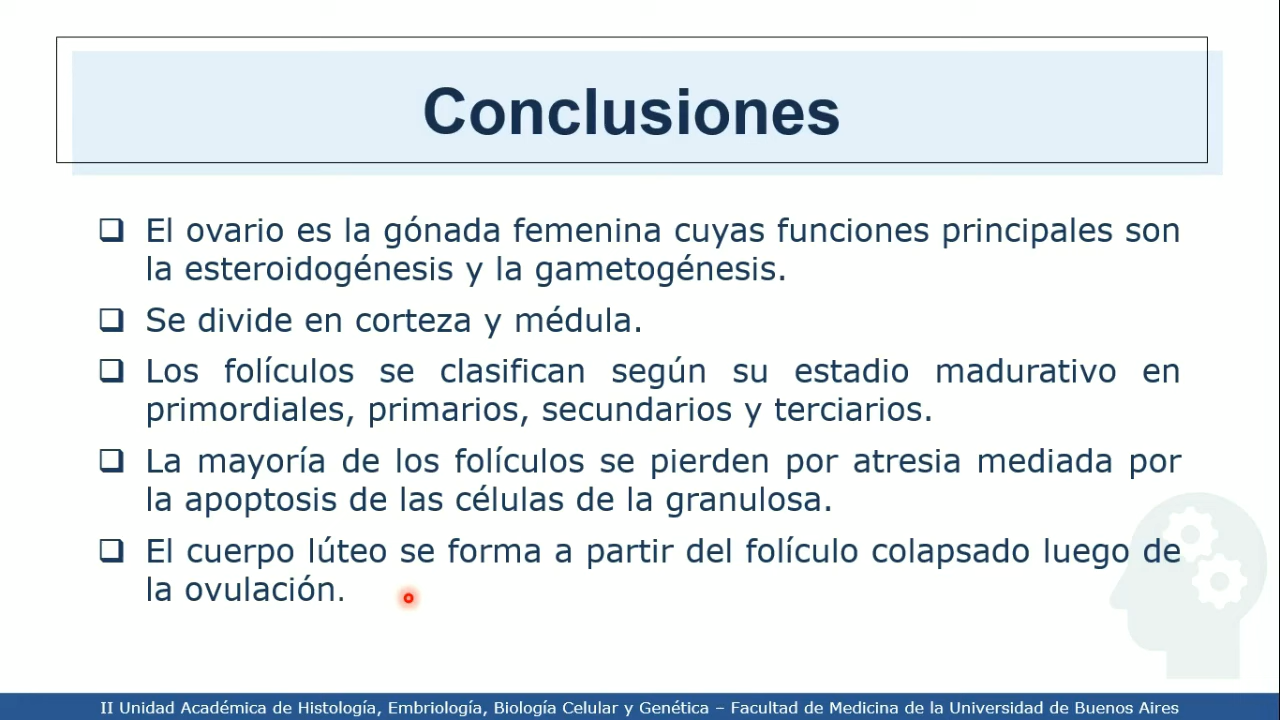 Conclusiones
El ovario es la gónada femenina cuyas funciones principales son
la esteroidogénesis y la gametogénesis.
Se divide en corteza y médula.
Los folículos se clasifican según su estadio madurativo en
primordiales, primarios, secundarios y terciarios.
La mayoría de los folículos se pierden por atresia mediada por
la apoptosis de las células de la granulosa.
El cuerpo lúteo se forma a partir del folículo colapsado luego de
la ovulación.
II Unidad Académica de Histología, Embriología, Biología Celular y Genética – Facultad de Medicina de la Universidad de Buenos Aires